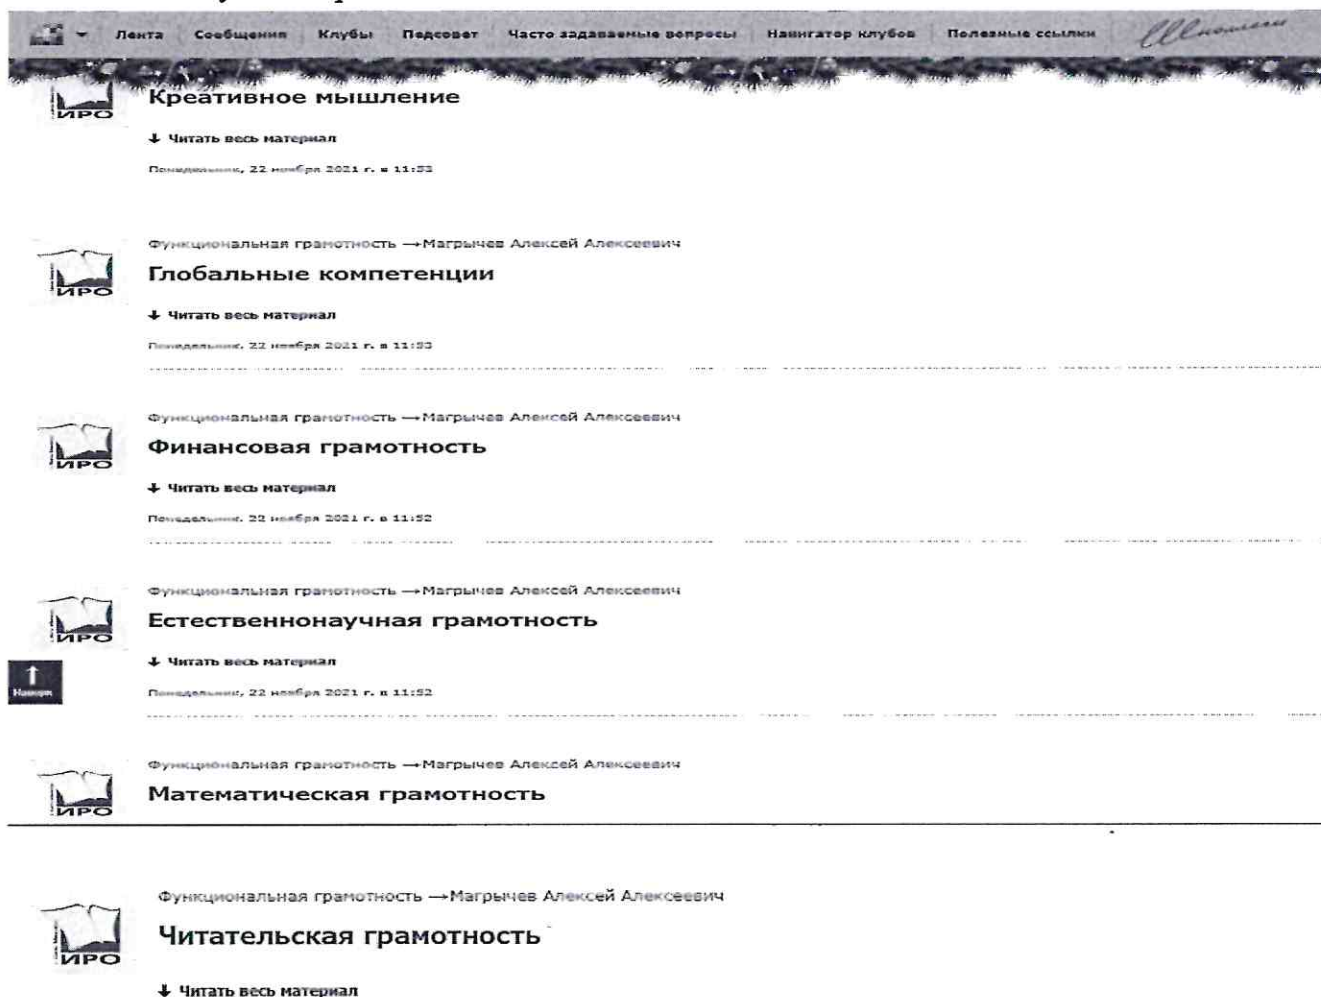 Лента Сообщения Клубы Педсовет Часто задаваемые вопросы Навигатор клубов Полезные ссылки
ИРО
Креативное мышление
Читать весь материал
Понедельник, 22 ноября 2021 г. в 11:53
Функциональная грамотность →Магрычев Алексей Алексеевич
ИРО
Глобальные компетенции
Читать весь материал
Понедельник, 22 ноября 2021 г. в 11:53
Функциональная грамотность →Магрычев Алексей Алексеевич
ИРО
Финансовая грамотность
Читать весь материал
Понедельник, 22 ноября 2021 г. в 11:52
Функциональная грамотность →Магрычев Алексей Алексеевич
ИРО
Естественнонаучная грамотность
Читать весь материал
Понедельник, 22 ноября 2021 г. в 11:52
Функциональная грамотность →Магрычев Алексей Алексеевич
ИРО
Математическая грамотность
Функциональная грамотность →Магрычев Алексей Алексеевич
ИРО
Читательская грамотность
Читать весь материал